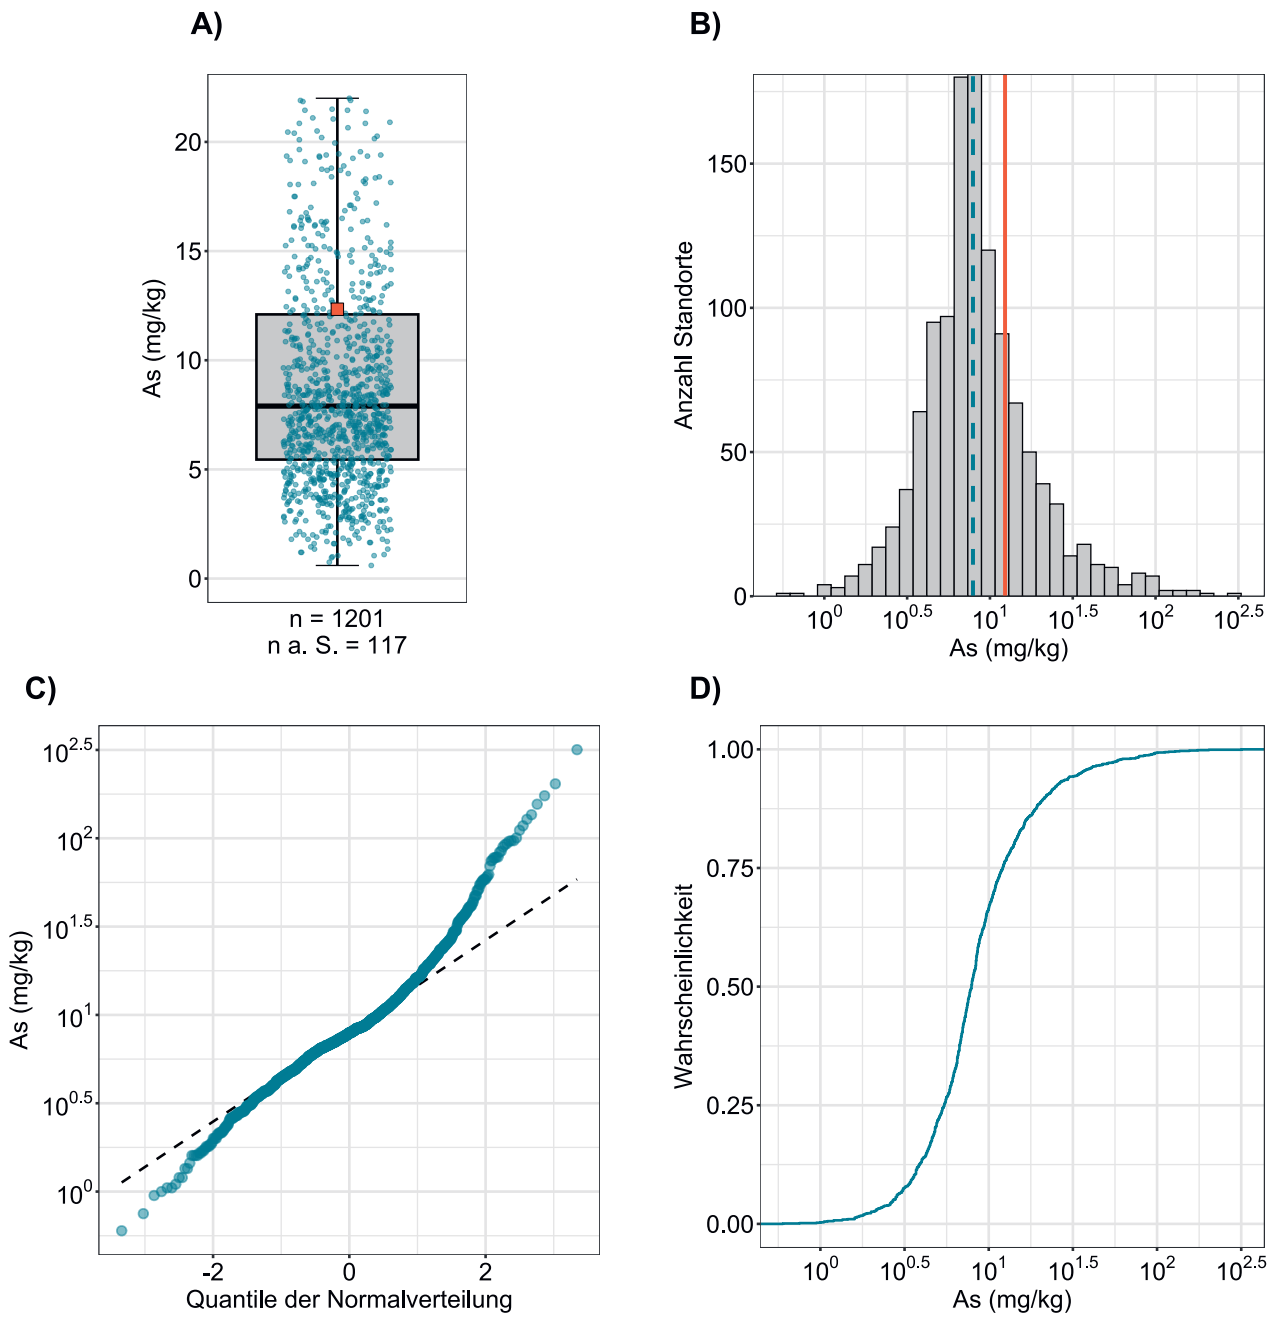 A)
As (mg/kg)
20
15
10
5
0
n = 1201
n a. S. = 117
B)
Anzahl Standorte
150
100
50
0
10^0 10^0.5 10^1 10^1.5 10^2 10^2.5
As (mg/kg)
C)
As (mg/kg)
10^2.5
10^2
10^1.5
10^1
10^0.5
10^0
-2 0 2
Quantile der Normalverteilung
D)
Wahrscheinlichkeit
1.00
0.75
0.50
0.25
0.00
10^0 10^0.5 10^1 10^1.5 10^2 10^2.5
As (mg/kg)